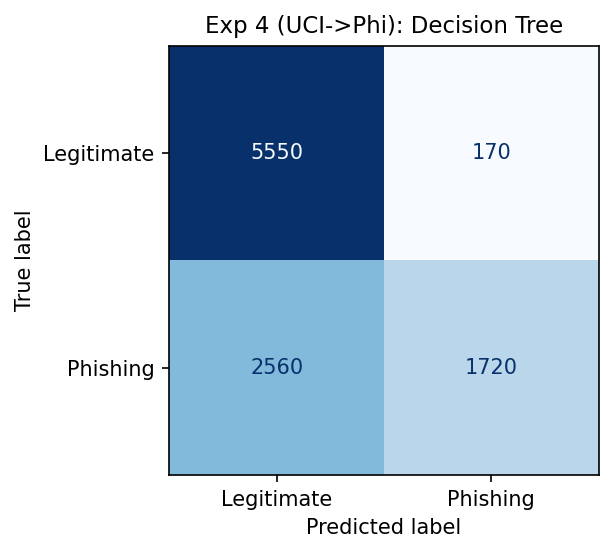 Exp 4 (UCI->Phi): Decision Tree
True label
Legitimate
5550
170
Phishing
2560
1720
Legitimate
Phishing
Predicted label